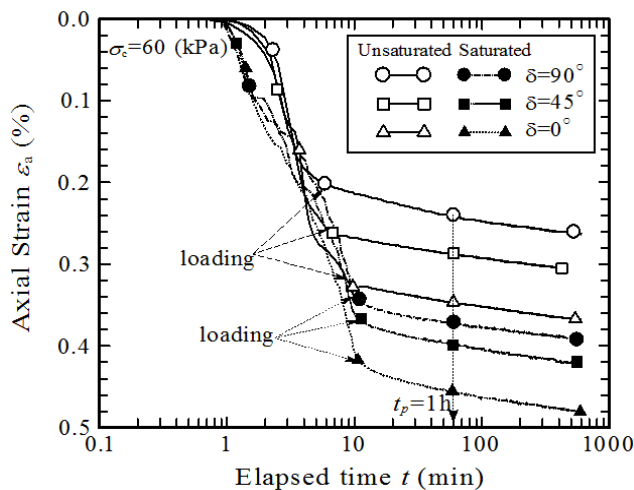 0.0
0.1
0.2
0.3
0.4
0.5
Axial Strain εa (%)
σc=60 (kPa)
Unsaturated Saturated
δ=90°
δ=45°
δ=0°
loading
loading
tp=1h
0.1 1 10 100 1000
Elapsed time t (min)